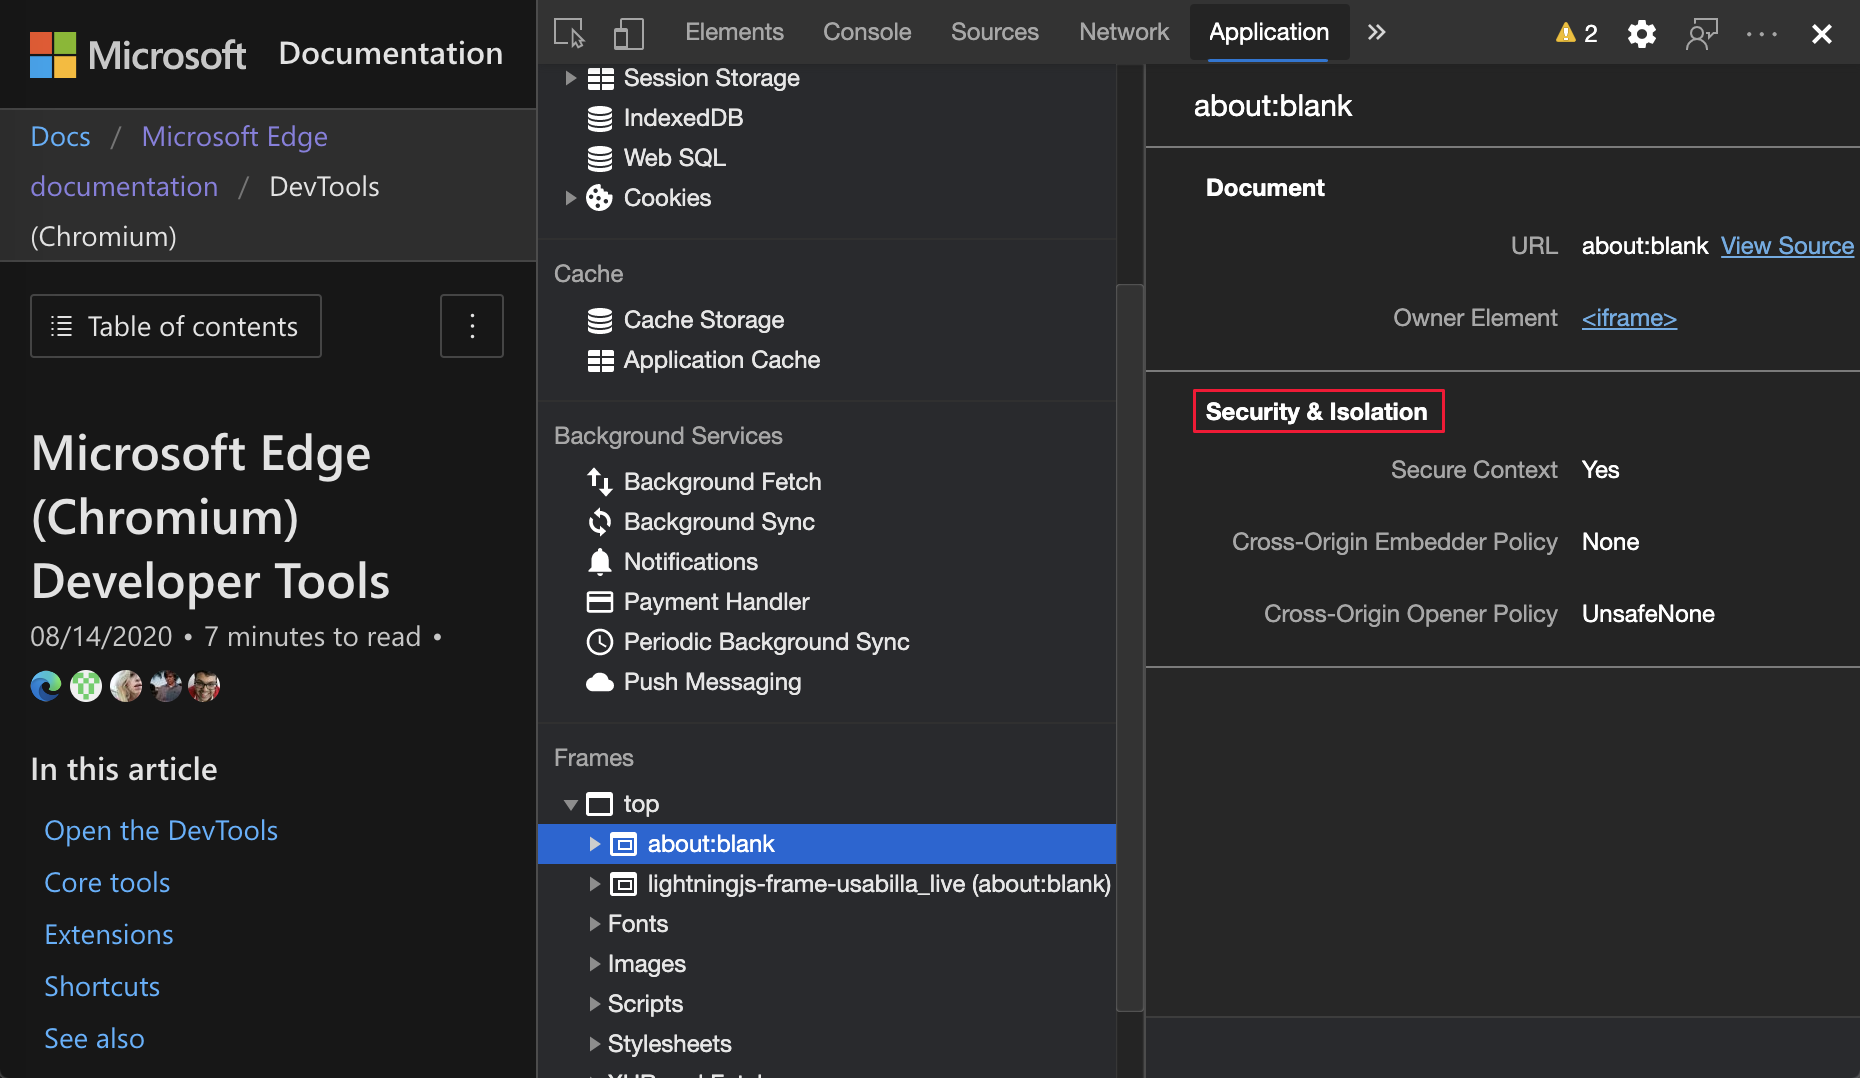 Microsoft Documentation
Docs / Microsoft Edge
documentation / DevTools
(Chromium)
Table of contents
Microsoft Edge
(Chromium)
Developer Tools
08/14/2020 • 7 minutes to read •
In this article
Open the DevTools
Core tools
Extensions
Shortcuts
See also
Elements Console Sources Network Application 2
Session Storage
IndexedDB
Web SQL
Cookies
Cache
Cache Storage
Application Cache
Background Services
Background Fetch
Background Sync
Notifications
Payment Handler
Periodic Background Sync
Push Messaging
Frames
top
about:blank
lightningjs-frame-usabilla_live (about:blank)
Fonts
Images
Scripts
Stylesheets
about:blank
Document
URL about:blank View Source
Owner Element <iframe>
Security & Isolation
Secure Context Yes
Cross-Origin Embedder Policy None
Cross-Origin Opener Policy UnsafeNone